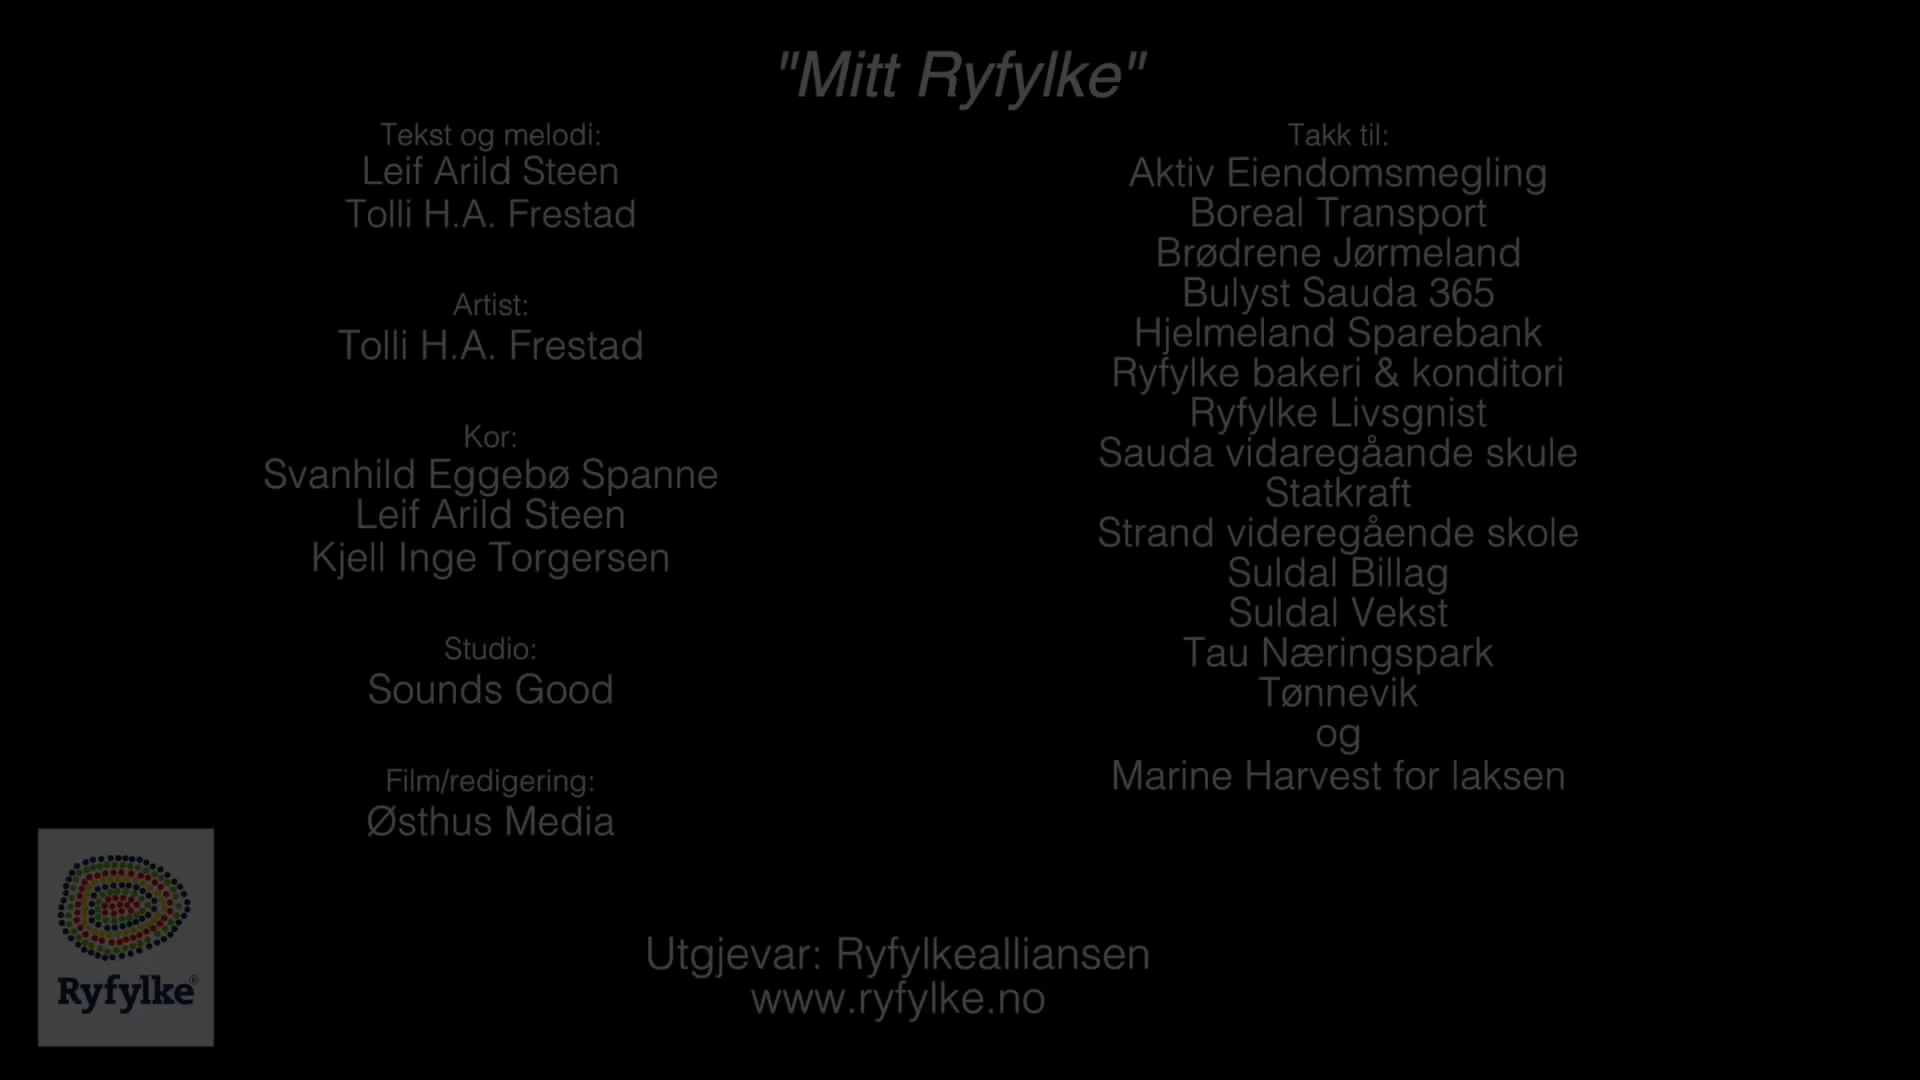 "Mitt Ryfylke"
Tekst og melodi:
Leif Arild Steen
Tolli H.A. Frestad
Artist:
Tolli H.A. Frestad
Kor:
Svanhild Eggebø Spanne
Leif Arild Steen
Kjell Inge Torgersen
Studio:
Sounds Good
Film/redigering:
Østhus Media
Takk til:
Aktiv Eiendomsmegling
Boreal Transport
Brødrene Jørmeland
Bulyst Sauda 365
Hjelmeland Sparebank
Ryfylke bakeri & konditori
Ryfylke Livsgnist
Sauda vidaregåande skule
Statkraft
Strand videregående skole
Suldal Billag
Suldal Vekst
Tau Næringspark
Tønnevik
og
Marine Harvest for laksen
Ryfylke®
Utgjevar: Ryfylkealliansen
www.ryfylke.no